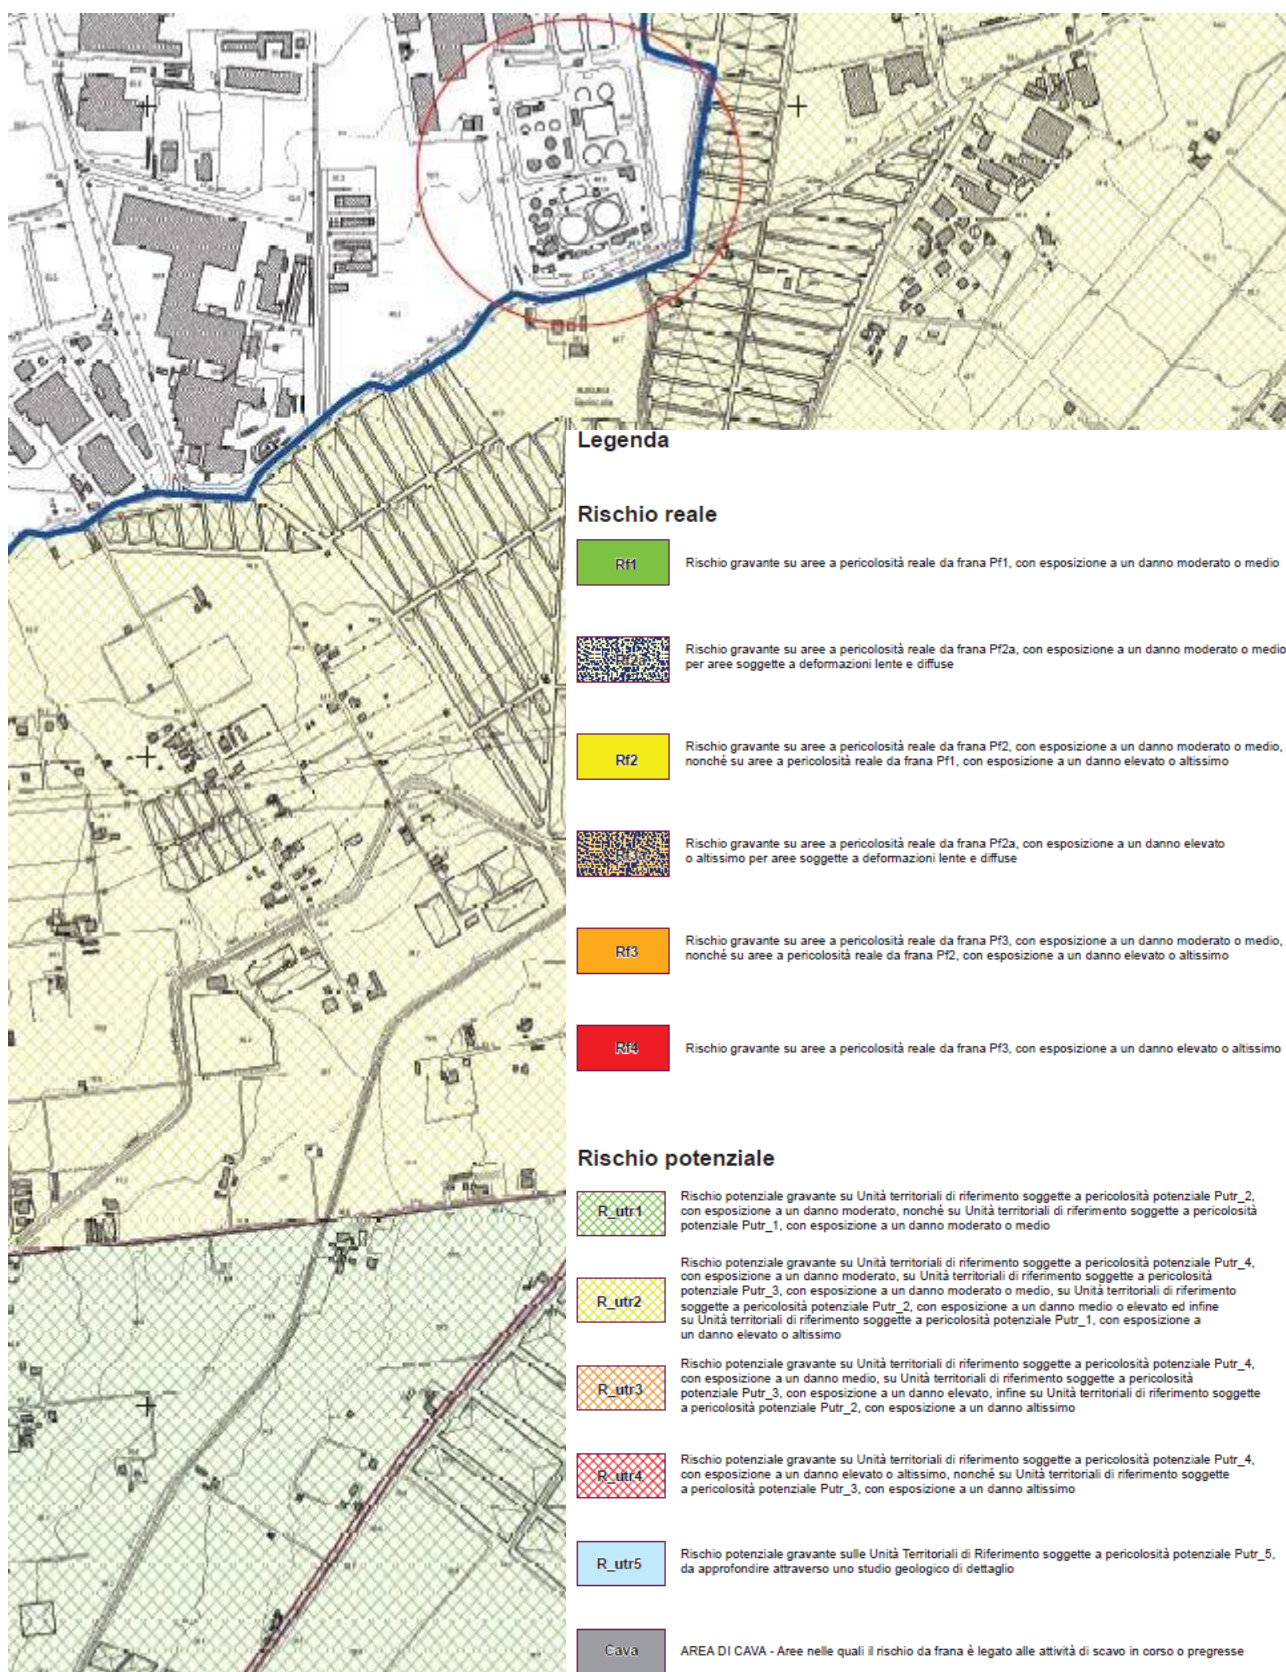 Legenda
Rischio reale
Rf1
Rischio gravante su aree a pericolosità reale da frana Pf1, con esposizione a un danno moderato o medio
Rf2a
Rischio gravante su aree a pericolosità reale da frana Pf2a, con esposizione a un danno moderato o medio
per aree soggette a deformazioni lente e diffuse
Rf2
Rischio gravante su aree a pericolosità reale da frana Pf2, con esposizione a un danno moderato o medio,
nonché su aree a pericolosità reale da frana Pf1, con esposizione a un danno elevato o altissimo
Rf3a
Rischio gravante su aree a pericolosità reale da frana Pf2a, con esposizione a un danno elevato
o altissimo per aree soggette a deformazioni lente e diffuse
Rf3
Rischio gravante su aree a pericolosità reale da frana Pf3, con esposizione a un danno moderato o medio,
nonché su aree a pericolosità reale da frana Pf2, con esposizione a un danno elevato o altissimo
Rf4
Rischio gravante su aree a pericolosità reale da frana Pf3, con esposizione a un danno elevato o altissimo
Rischio potenziale
R_utr1
Rischio potenziale gravante su Unità territoriali di riferimento soggette a pericolosità potenziale Putr_2,
con esposizione a un danno moderato, nonché su Unità territoriali di riferimento soggette a pericolosità
potenziale Putr_1, con esposizione a un danno moderato o medio
R_utr2
Rischio potenziale gravante su Unità territoriali di riferimento soggette a pericolosità potenziale Putr_4,
con esposizione a un danno moderato, su Unità territoriali di riferimento soggette a pericolosità
potenziale Putr_3, con esposizione a un danno moderato o medio, su Unità territoriali di riferimento
soggette a pericolosità potenziale Putr_2, con esposizione a un danno medio o elevato ed infine
su Unità territoriali di riferimento soggette a pericolosità potenziale Putr_1, con esposizione a
un danno elevato o altissimo
R_utr3
Rischio potenziale gravante su Unità territoriali di riferimento soggette a pericolosità potenziale Putr_4,
con esposizione a un danno medio, su Unità territoriali di riferimento soggette a pericolosità
potenziale Putr_3, con esposizione a un danno elevato, infine su Unità territoriali di riferimento soggette
a pericolosità potenziale Putr_2, con esposizione a un danno altissimo
R_utr4
Rischio potenziale gravante su Unità territoriali di riferimento soggette a pericolosità potenziale Putr_4,
con esposizione a un danno elevato o altissimo, nonché su Unità territoriali di riferimento soggette
a pericolosità potenziale Putr_3, con esposizione a un danno altissimo
R_utr5
Rischio potenziale gravante sulle Unità Territoriali di Riferimento soggette a pericolosità potenziale Putr_5,
da approfondire attraverso uno studio geologico di dettaglio
Cava
AREA DI CAVA - Aree nelle quali il rischio da frana è legato alle attività di scavo in corso o pregresse